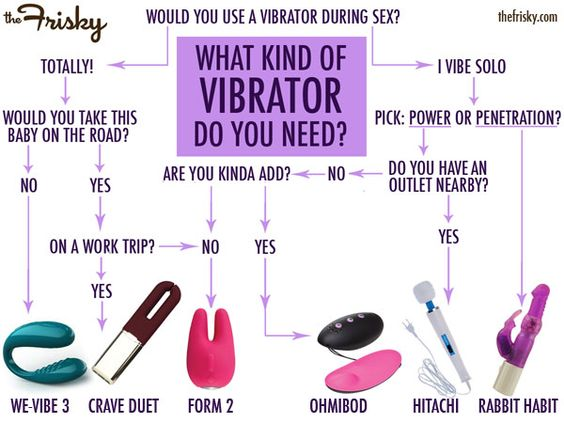 the Frisky
WOULD YOU USE A VIBRATOR DURING SEX?
thefrisky.com
TOTALLY!
WHAT KIND OF
VIBRATOR
DO YOU NEED?
I VIBE SOLO
WOULD YOU TAKE THIS
BABY ON THE ROAD?
PICK: POWER OR PENETRATION?
NO
YES
ARE YOU KINDA ADD?
NO
DO YOU HAVE AN
OUTLET NEARBY?
ON A WORK TRIP?
NO
YES
YES
YES
WE-VIBE 3
CRAVE DUET
FORM 2
OHMIBOD
HITACHI
RABBIT HABIT